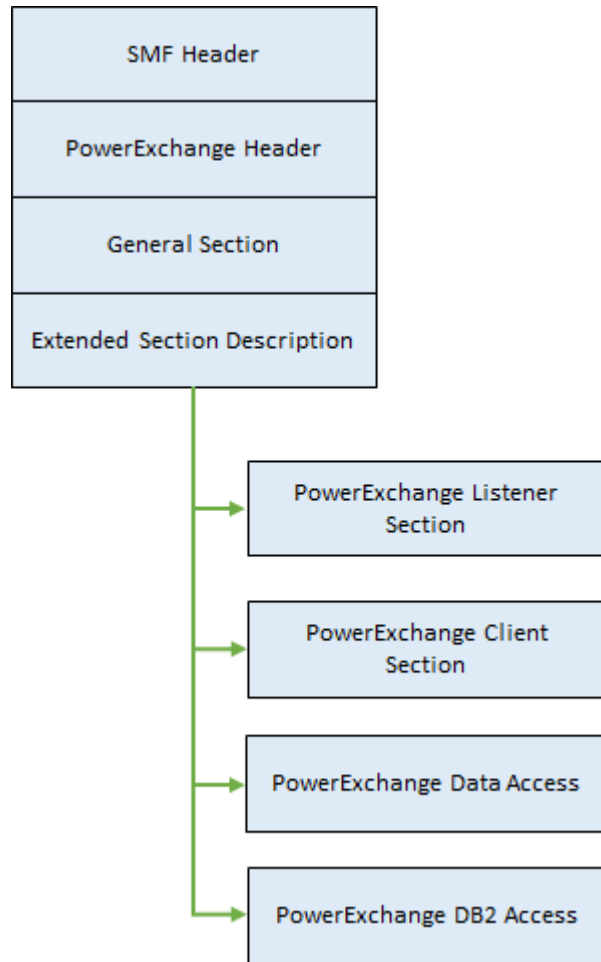 SMF Header
PowerExchange Header
General Section
Extended Section Description
PowerExchange Listener
Section
PowerExchange Client
Section
PowerExchange Data Access
PowerExchange DB2 Access